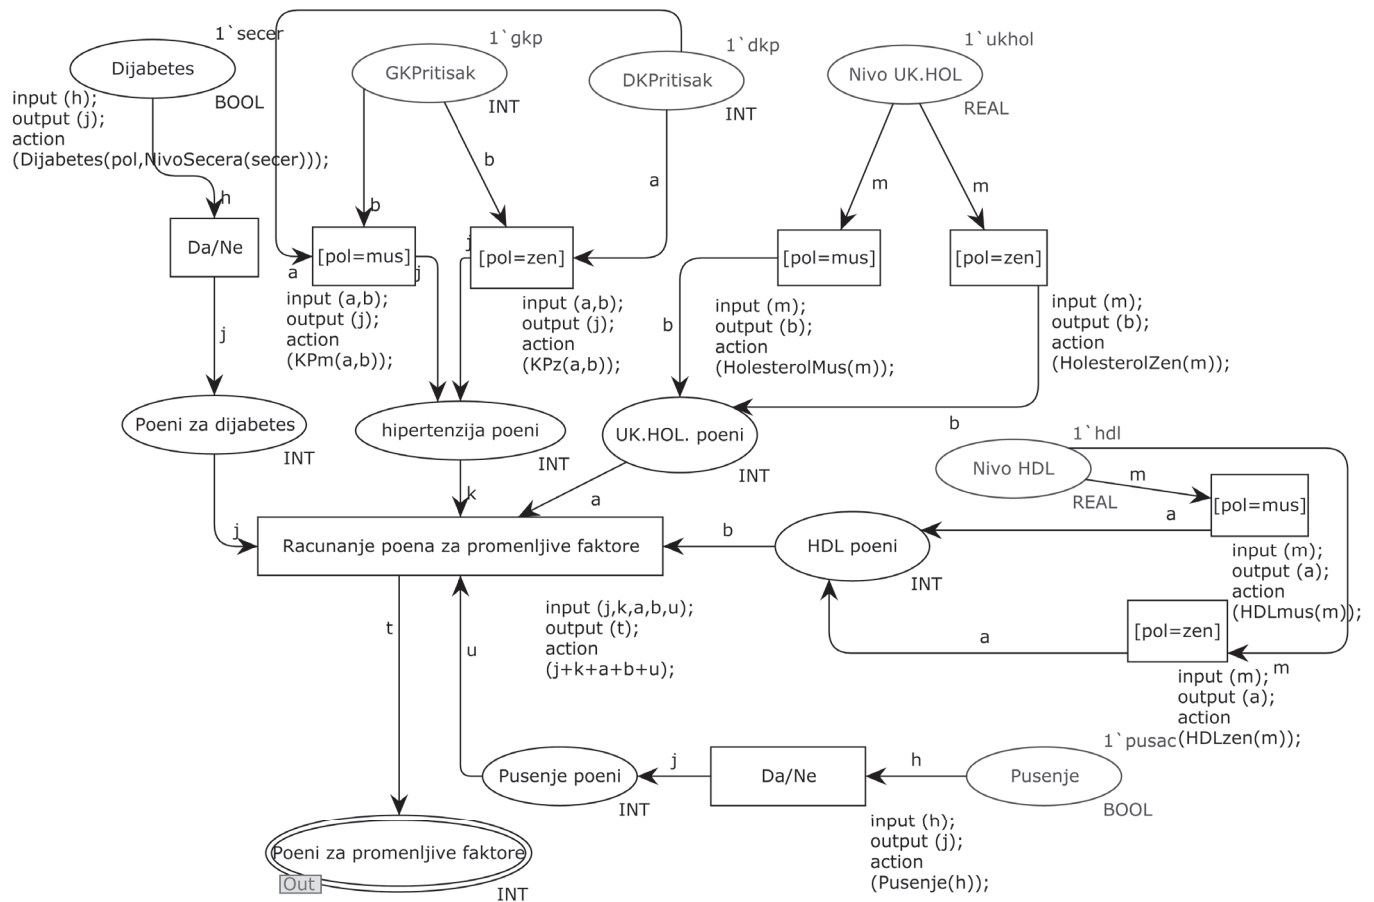 1`secer
Dijabetes
BOOL
input (h);
output (j);
action
(Dijabetes(pol,NivoSecera(secer)));
h
Da/Ne
j
Poeni za dijabetes
INT
j
1`gkp
GKPritisak
INT
b
b
1`dkp
DKPritisak
INT
a
a
[pol=mus]
j
input (a,b);
output (j);
action
(KPm(a,b));
j
[pol=zen]
input (a,b);
output (j);
action
(KPz(a,b));
hipertenzija poeni
INT
k
1`ukhol
Nivo UK.HOL
REAL
m
m
[pol=mus]
input (m);
output (b);
action
(HolesterolMus(m));
b
[pol=zen]
input (m);
output (b);
action
(HolesterolZen(m));
b
UK.HOL. poeni
INT
a
1`hdl
Nivo HDL
REAL
m
[pol=mus]
input (m);
output (a);
action
(HDLmus(m));
a
[pol=zen]
m
input (m);
output (a);
action
(HDLzen(m));
a
HDL poeni
INT
b
Racunanje poena za promenljive faktore
input (j,k,a,b,u);
output (t);
action
(j+k+a+b+u);
t
u
1`pusac
Pusenje
BOOL
h
Da/Ne
input (h);
output (j);
action
(Pusenje(h));
j
Pusenje poeni
INT
Poeni za promenljive faktore
Out
INT